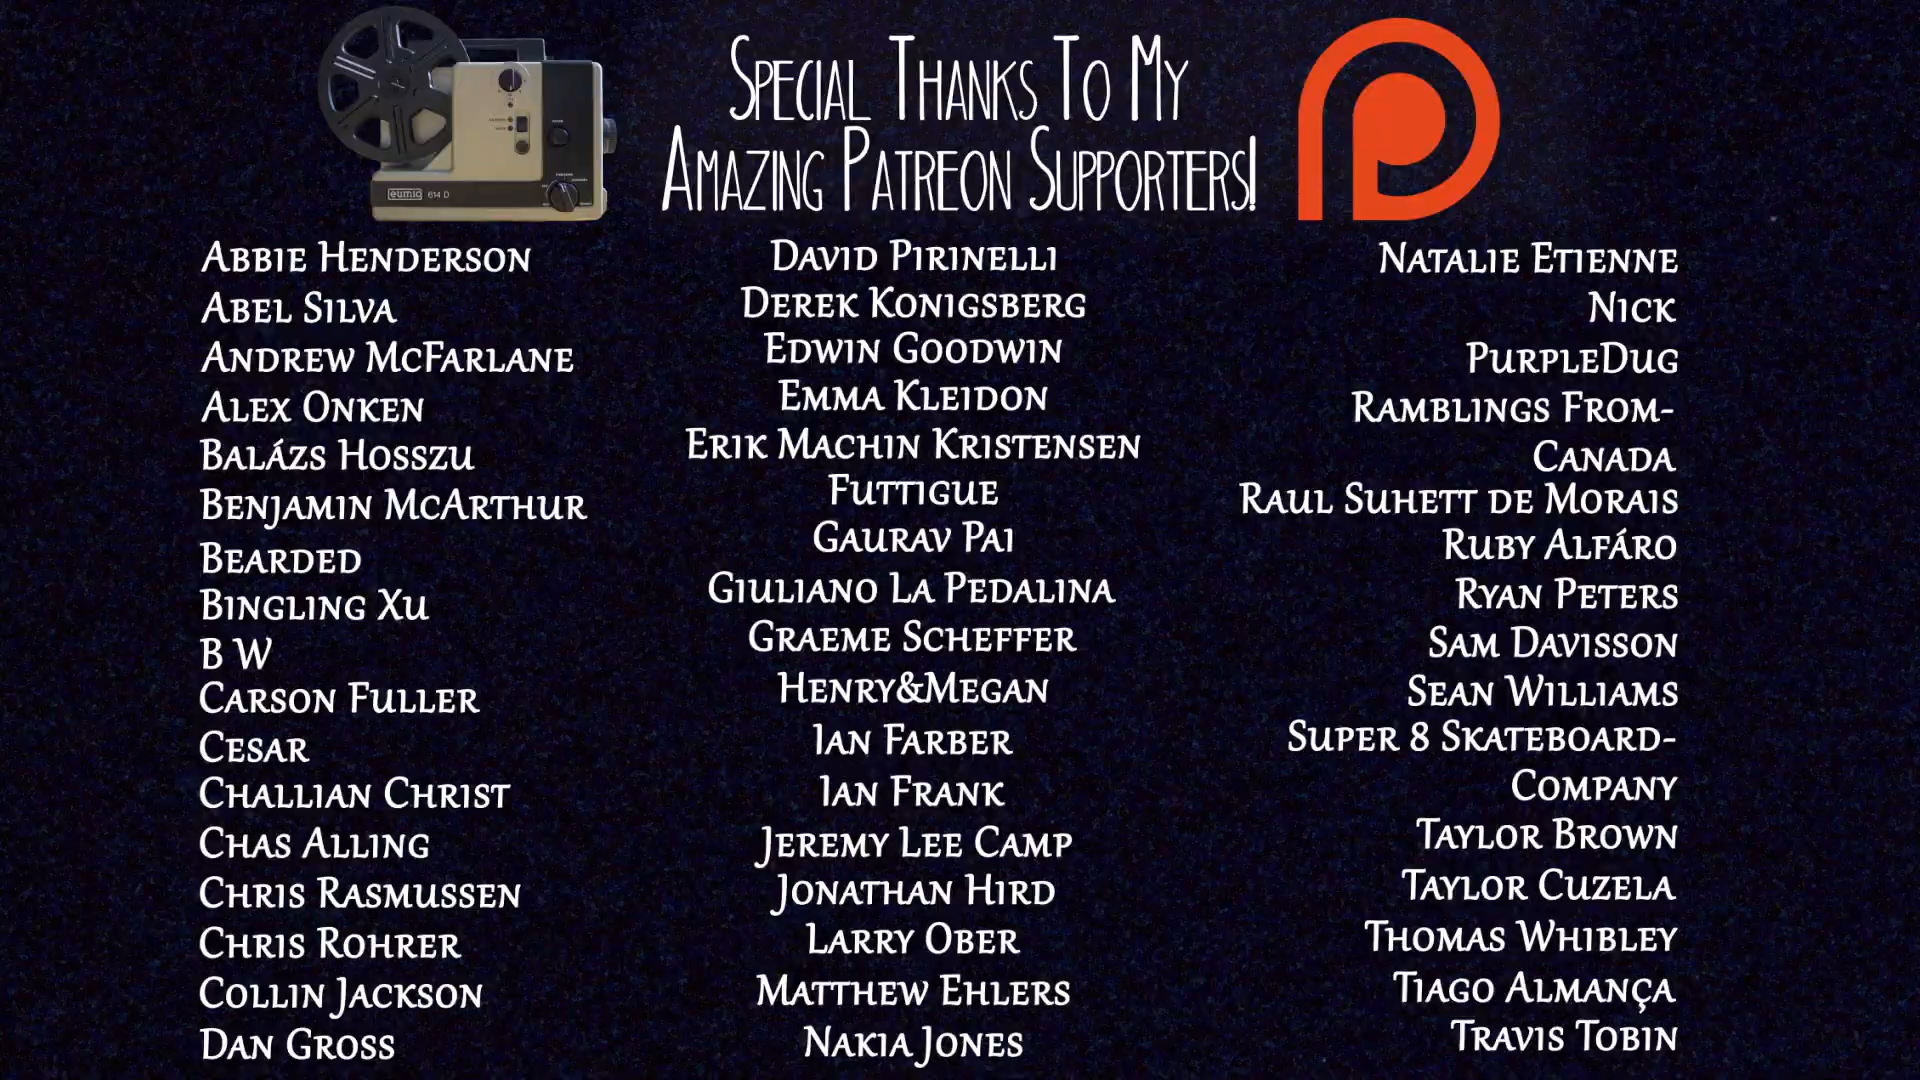 Special Thanks To My
Amazing Patreon Supporters!
eumig 614 D
Abbie Henderson
Abel Silva
Andrew McFarlane
Alex Onken
Balázs Hosszu
Benjamin McArthur
Bearded
Bingling Xu
B W
Carson Fuller
Cesar
Challian Christ
Chas Alling
Chris Rasmussen
Chris Rohrer
Collin Jackson
Dan Gross
David Pirinelli
Derek Konigsberg
Edwin Goodwin
Emma Kleidon
Erik Machin Kristensen
Futtigue
Gaurav Pai
Giuliano La Pedalina
Graeme Scheffer
Henry&Megan
Ian Farber
Ian Frank
Jeremy Lee Camp
Jonathan Hird
Larry Ober
Matthew Ehlers
Nakia Jones
Natalie Etienne
Nick
PurpleDug
Ramblings From-
Canada
Raul Suhett de Morais
Ruby Alfáro
Ryan Peters
Sam Davisson
Sean Williams
Super 8 Skateboard-
Company
Taylor Brown
Taylor Cuzela
Thomas Whibley
Tiago Almança
Travis Tobin